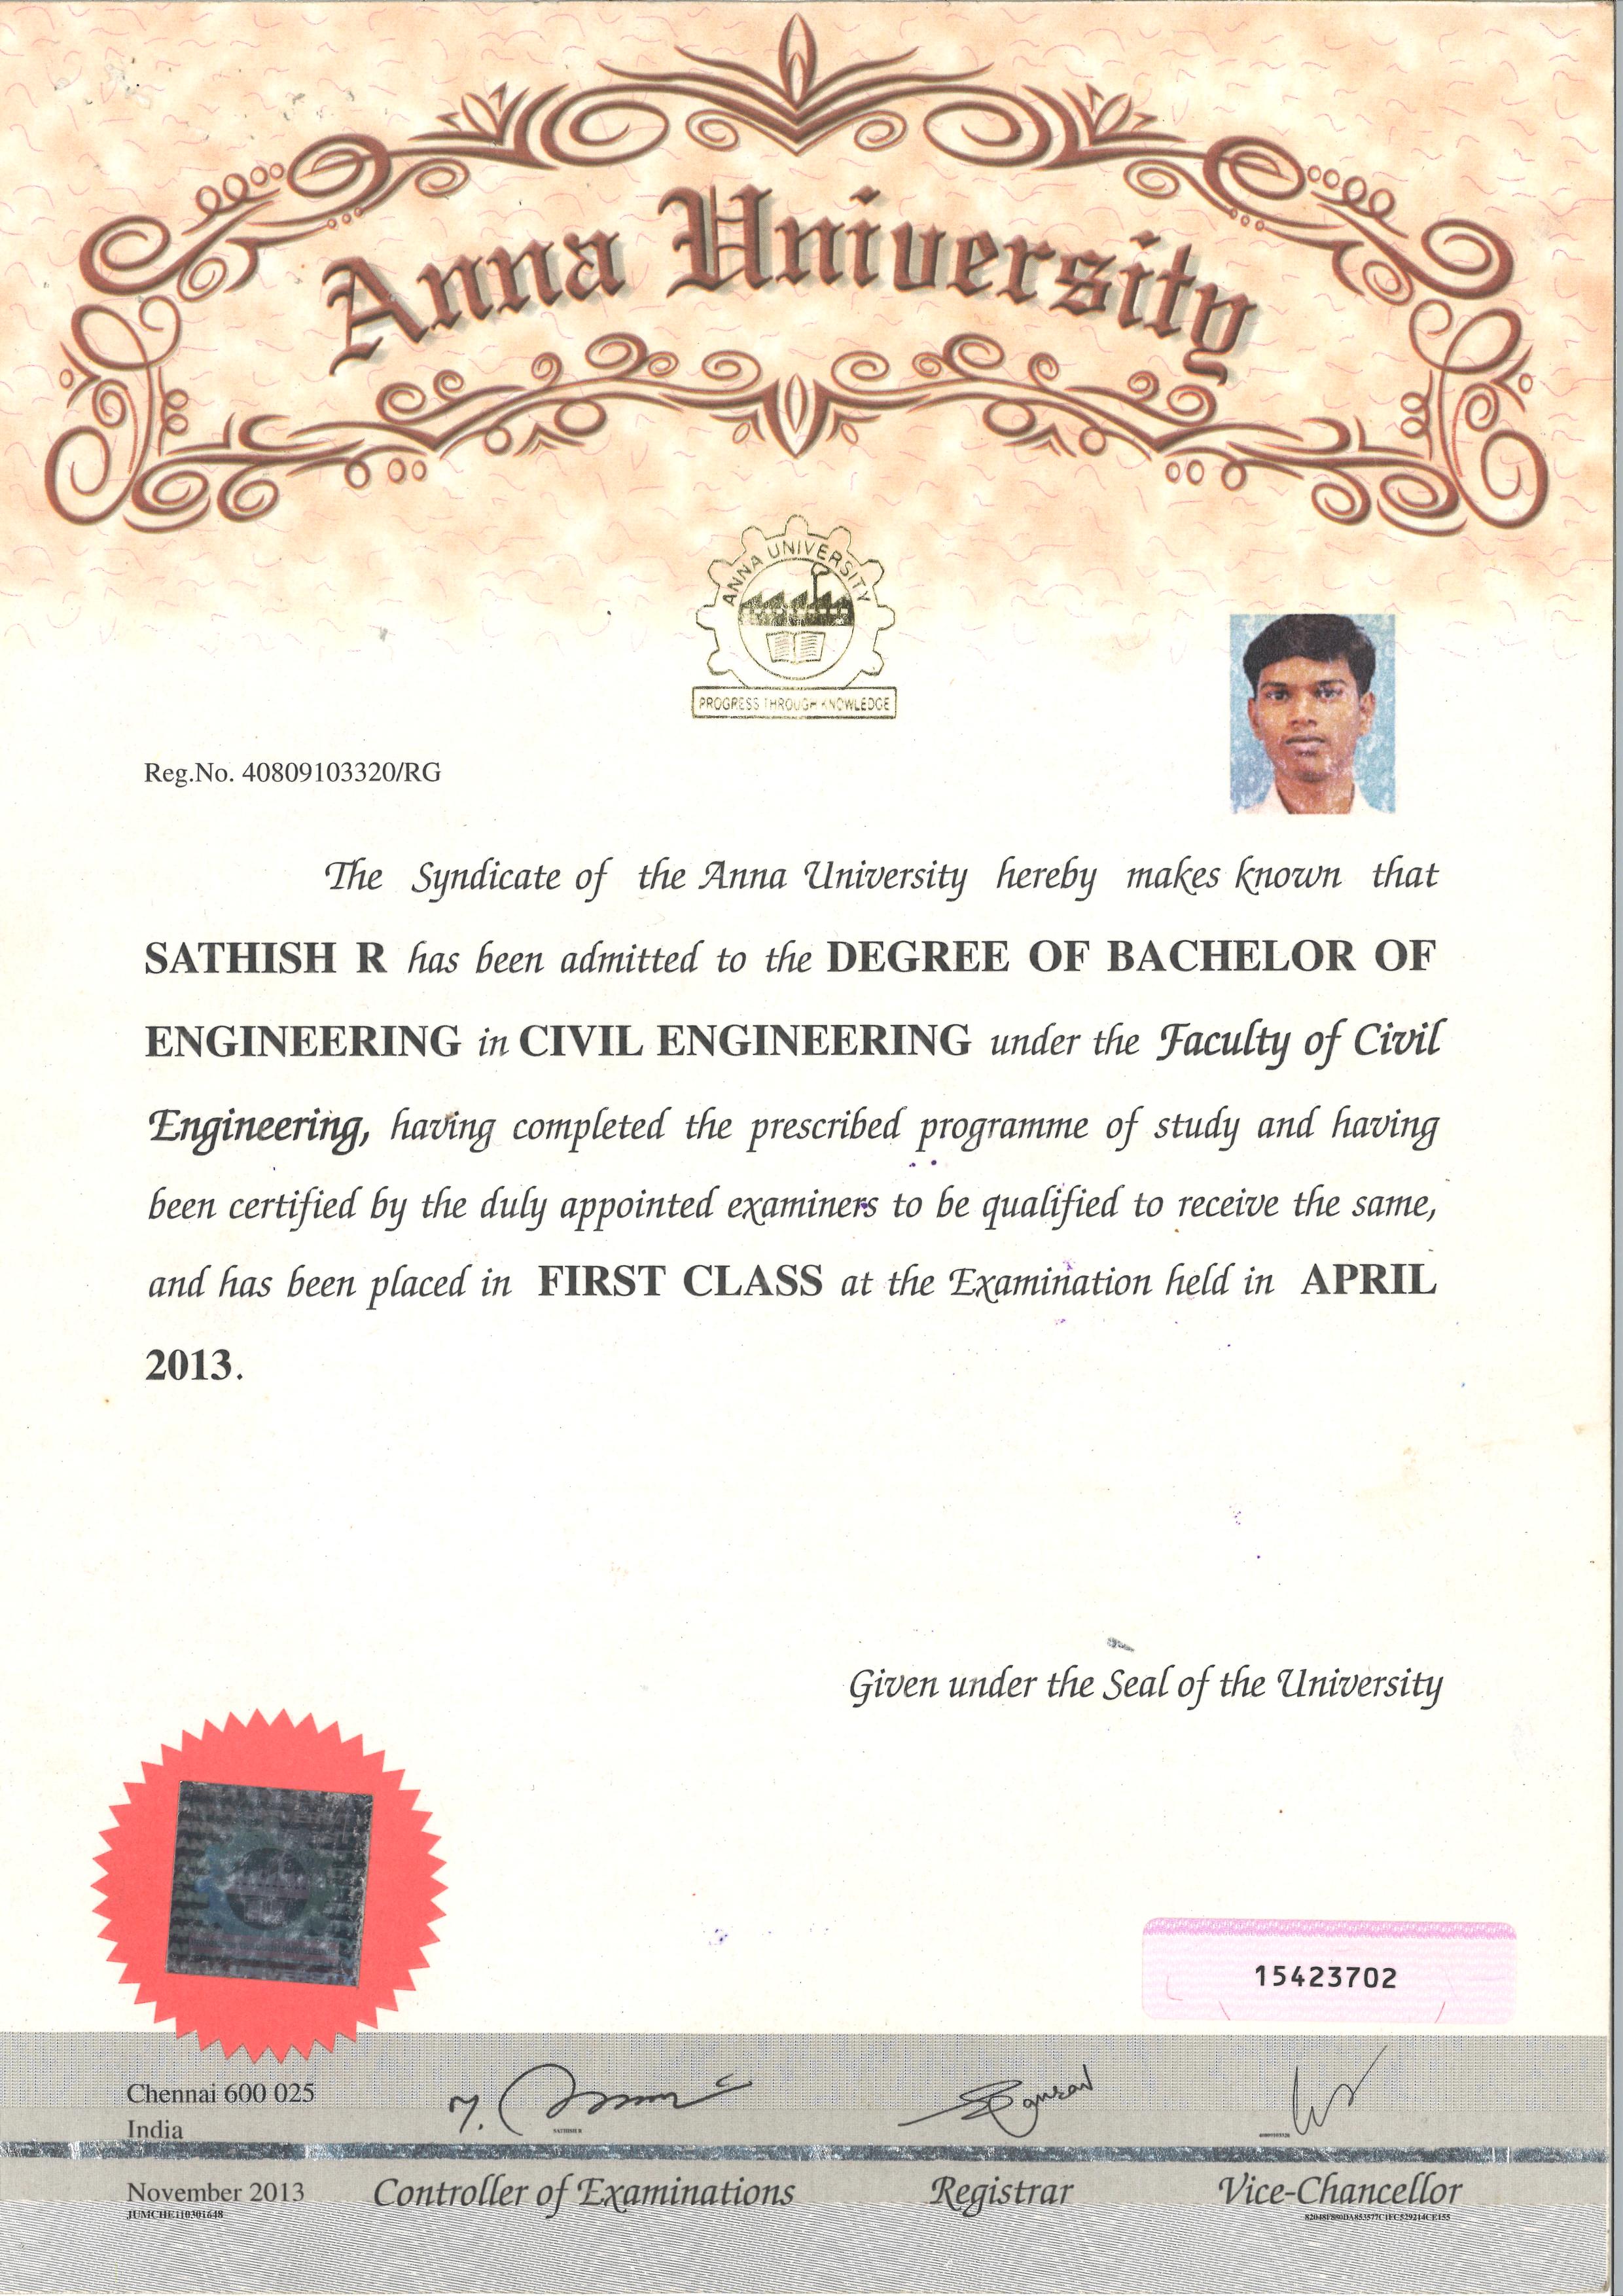 Anna University
ANNA UNIVERSITY
PROGRESS THROUGH KNOWLEDGE
Reg.No. 40809103320/RG
The Syndicate of the Anna University hereby makes known that
SATHISH R has been admitted to the DEGREE OF BACHELOR OF
ENGINEERING in CIVIL ENGINEERING under the Faculty of Civil
Engineering, having completed the prescribed programme of study and having
been certified by the duly appointed examiners to be qualified to receive the same,
and has been placed in FIRST CLASS at the Examination held in APRIL
2013.
Given under the Seal of the University
15423702
Chennai 600 025
India
SATHISH R
November 2013 Controller of Examinations Registrar Vice-Chancellor
JUMCHE110301648